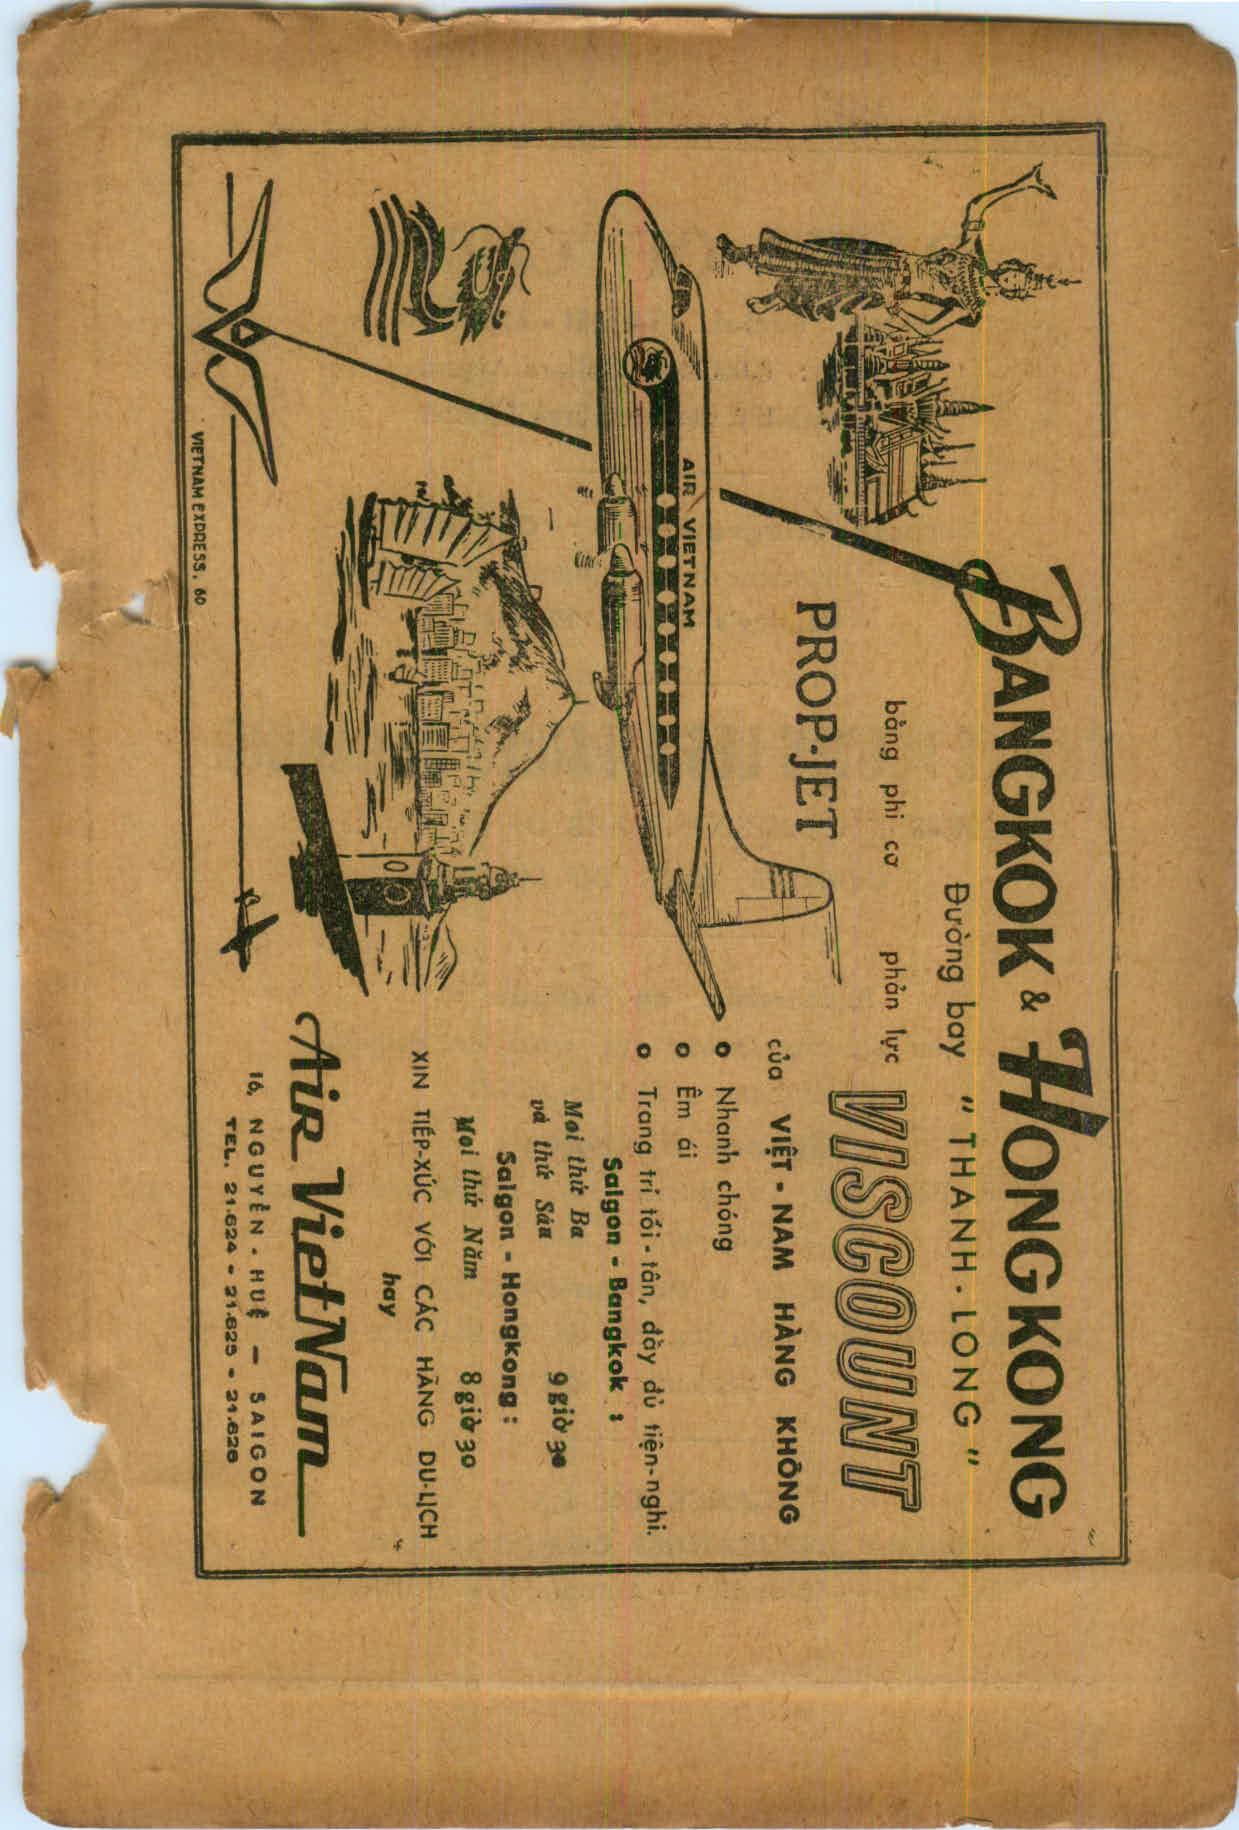 BANGKOK & HONGKONG
Đường bay "THANH-LONG"
bằng phi cơ phản lực
VISCOUNT
PROP-JET
của VIỆT-NAM HÀNG KHÔNG
AIR VIETNAM
o Nhanh chóng
o Êm ái
o Trang trí tối-tân, đầy đủ tiện-nghi.
Saigon - Bangkok :
Mọi thứ Ba
và thứ Sáu 9 giờ 30
Saigon - Hongkong :
Mọi thứ Năm 8 giờ 30
XIN TIẾP-XÚC VỚI CÁC HÃNG DU-LỊCH
hay
AiR VietNam
16, NGUYỄN-HUỆ — SAIGON
TEL. 21.624 - 21.625 - 21.626
VIETNAM EXPRESS. 60